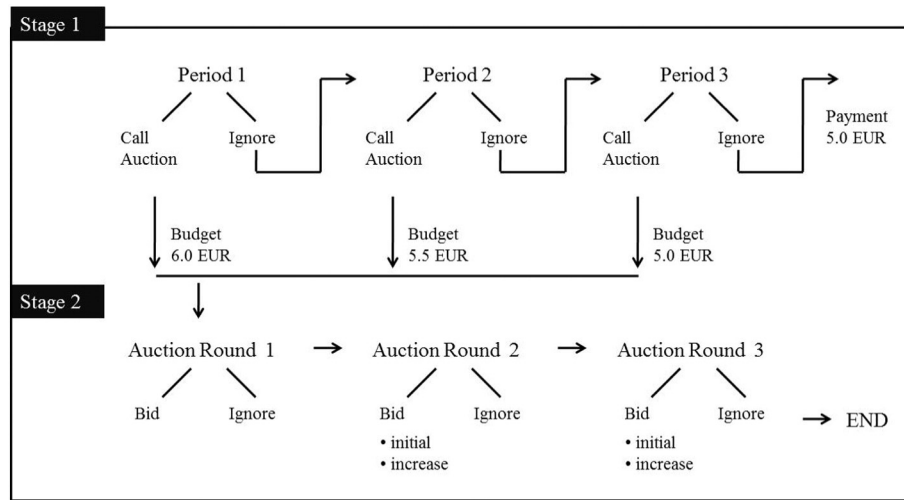 Stage 1
Period 1
Period 2
Period 3
Call
Auction
Ignore
Call
Auction
Ignore
Call
Auction
Ignore
Payment
5.0 EUR
Budget
6.0 EUR
Budget
5.5 EUR
Budget
5.0 EUR
Stage 2
Auction Round 1
Auction Round 2
Auction Round 3
Bid
Ignore
Bid
• initial
• increase
Ignore
Bid
• initial
• increase
Ignore
END